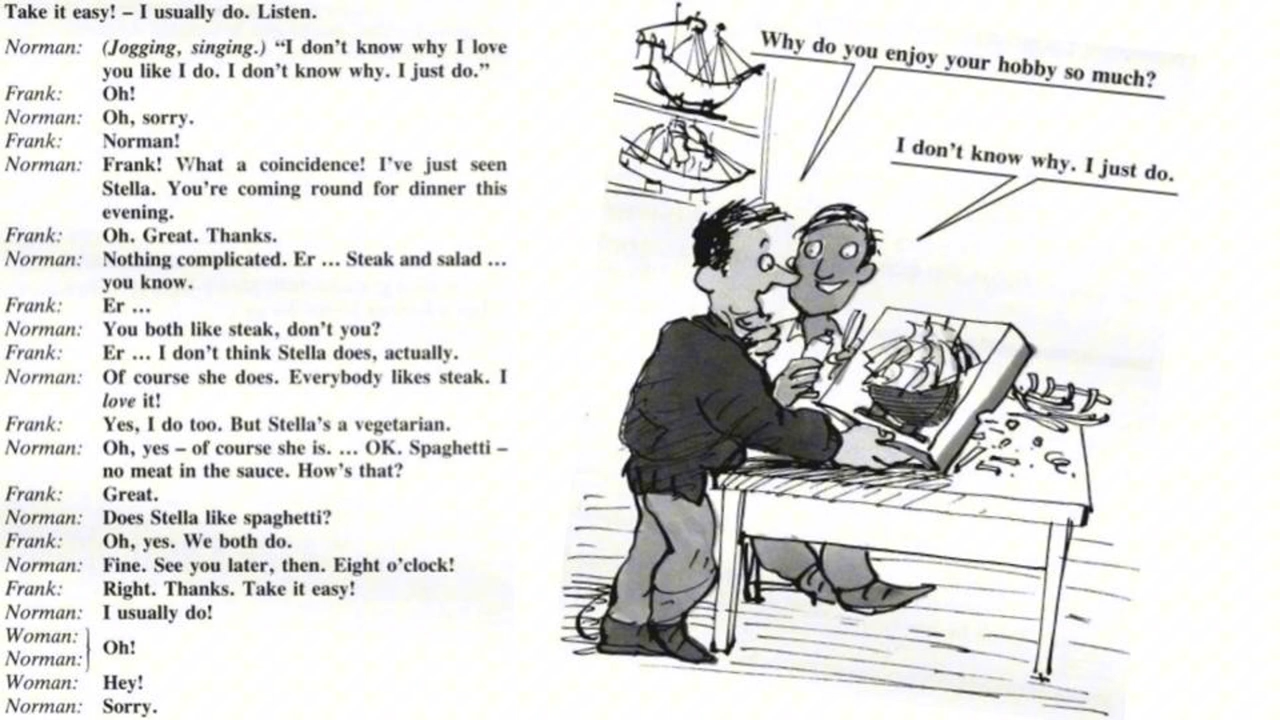 Take it easy! – I usually do. Listen.
Norman: (Jogging, singing.) “I don’t know why I love
you like I do. I don’t know why. I just do.”
Frank: Oh!
Norman: Oh, sorry.
Frank: Norman!
Norman: Frank! What a coincidence! I’ve just seen
Stella. You’re coming round for dinner this
evening.
Frank: Oh. Great. Thanks.
Norman: Nothing complicated. Er … Steak and salad …
you know.
Frank: Er …
Norman: You both like steak, don’t you?
Frank: Er … I don’t think Stella does, actually.
Norman: Of course she does. Everybody likes steak. I
love it!
Frank: Yes, I do too. But Stella’s a vegetarian.
Norman: Oh, yes – of course she is. … OK. Spaghetti –
no meat in the sauce. How’s that?
Frank: Great.
Norman: Does Stella like spaghetti?
Frank: Oh, yes. We both do.
Norman: Fine. See you later, then. Eight o’clock!
Frank: Right. Thanks. Take it easy!
Norman: I usually do!
Woman:
Norman: Oh!
Woman: Hey!
Norman: Sorry.
Why do you enjoy your hobby so much?
I don’t know why. I just do.